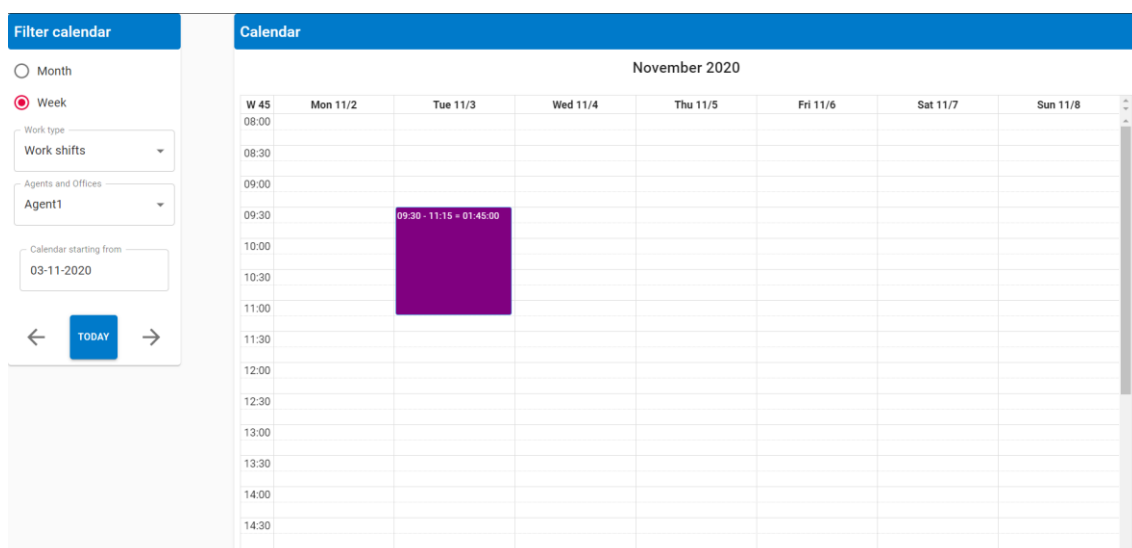 Filter calendar
Month
Week
Work type
Work shifts
Agents and Offices
Agent1
Calendar starting from
03-11-2020
TODAY
Calendar
November 2020
W 45 Mon 11/2 Tue 11/3 Wed 11/4 Thu 11/5 Fri 11/6 Sat 11/7 Sun 11/8
08:00
08:30
09:00
09:30 09:30 - 11:15 = 01:45:00
10:00
10:30
11:00
11:30
12:00
12:30
13:00
13:30
14:00
14:30